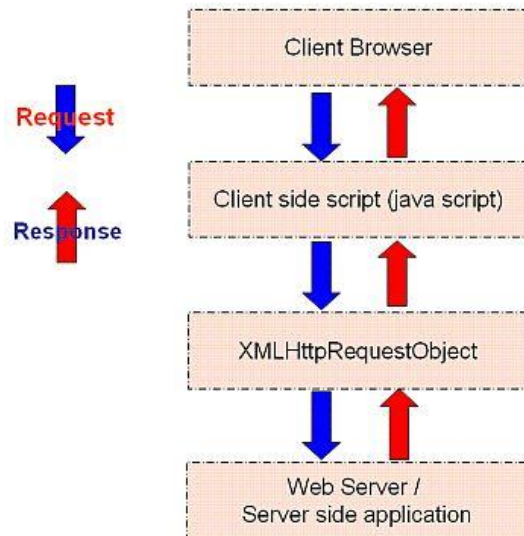 Client Browser
Request
Client side script (java script)
Response
XMLHttpRequestObject
Web Server /
Server side application